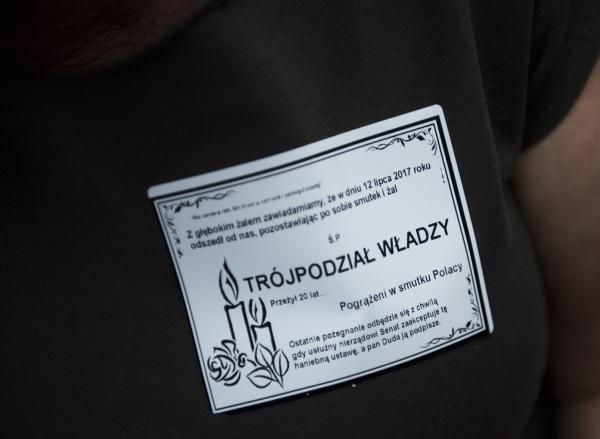 Z głębokim żalem zawiadamiamy, że w dniu 12 lipca 2017 roku
odszedł od nas, pozostawiając po sobie smutek i żal
Ś.P
TRÓJPODZIAŁ WŁADZY
Przeżył 20 lat...
Pogrążeni w smutku Polacy
Ostatnie pożegnanie odbędzie się z chwilą
gdy usłużny nierządowi Senat zaakceptuje tę
haniebną ustawę, a pan Duda ją podpisze.